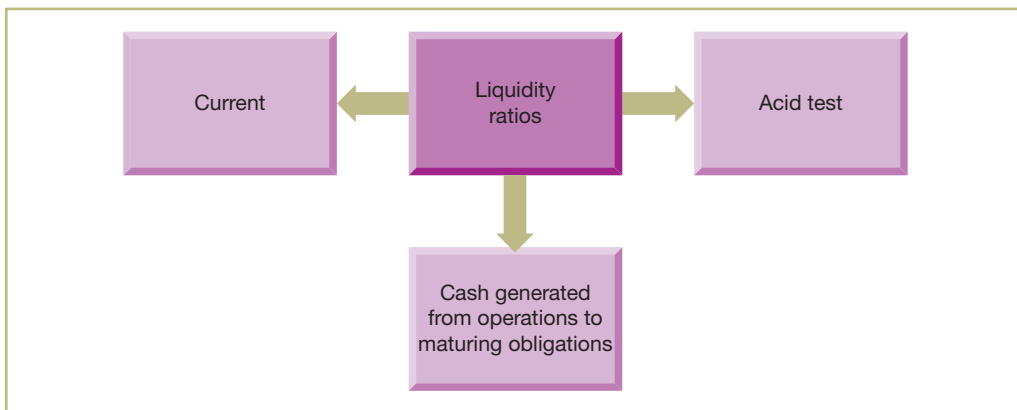 Current
Liquidity
ratios
Acid test
Cash generated
from operations to
maturing obligations